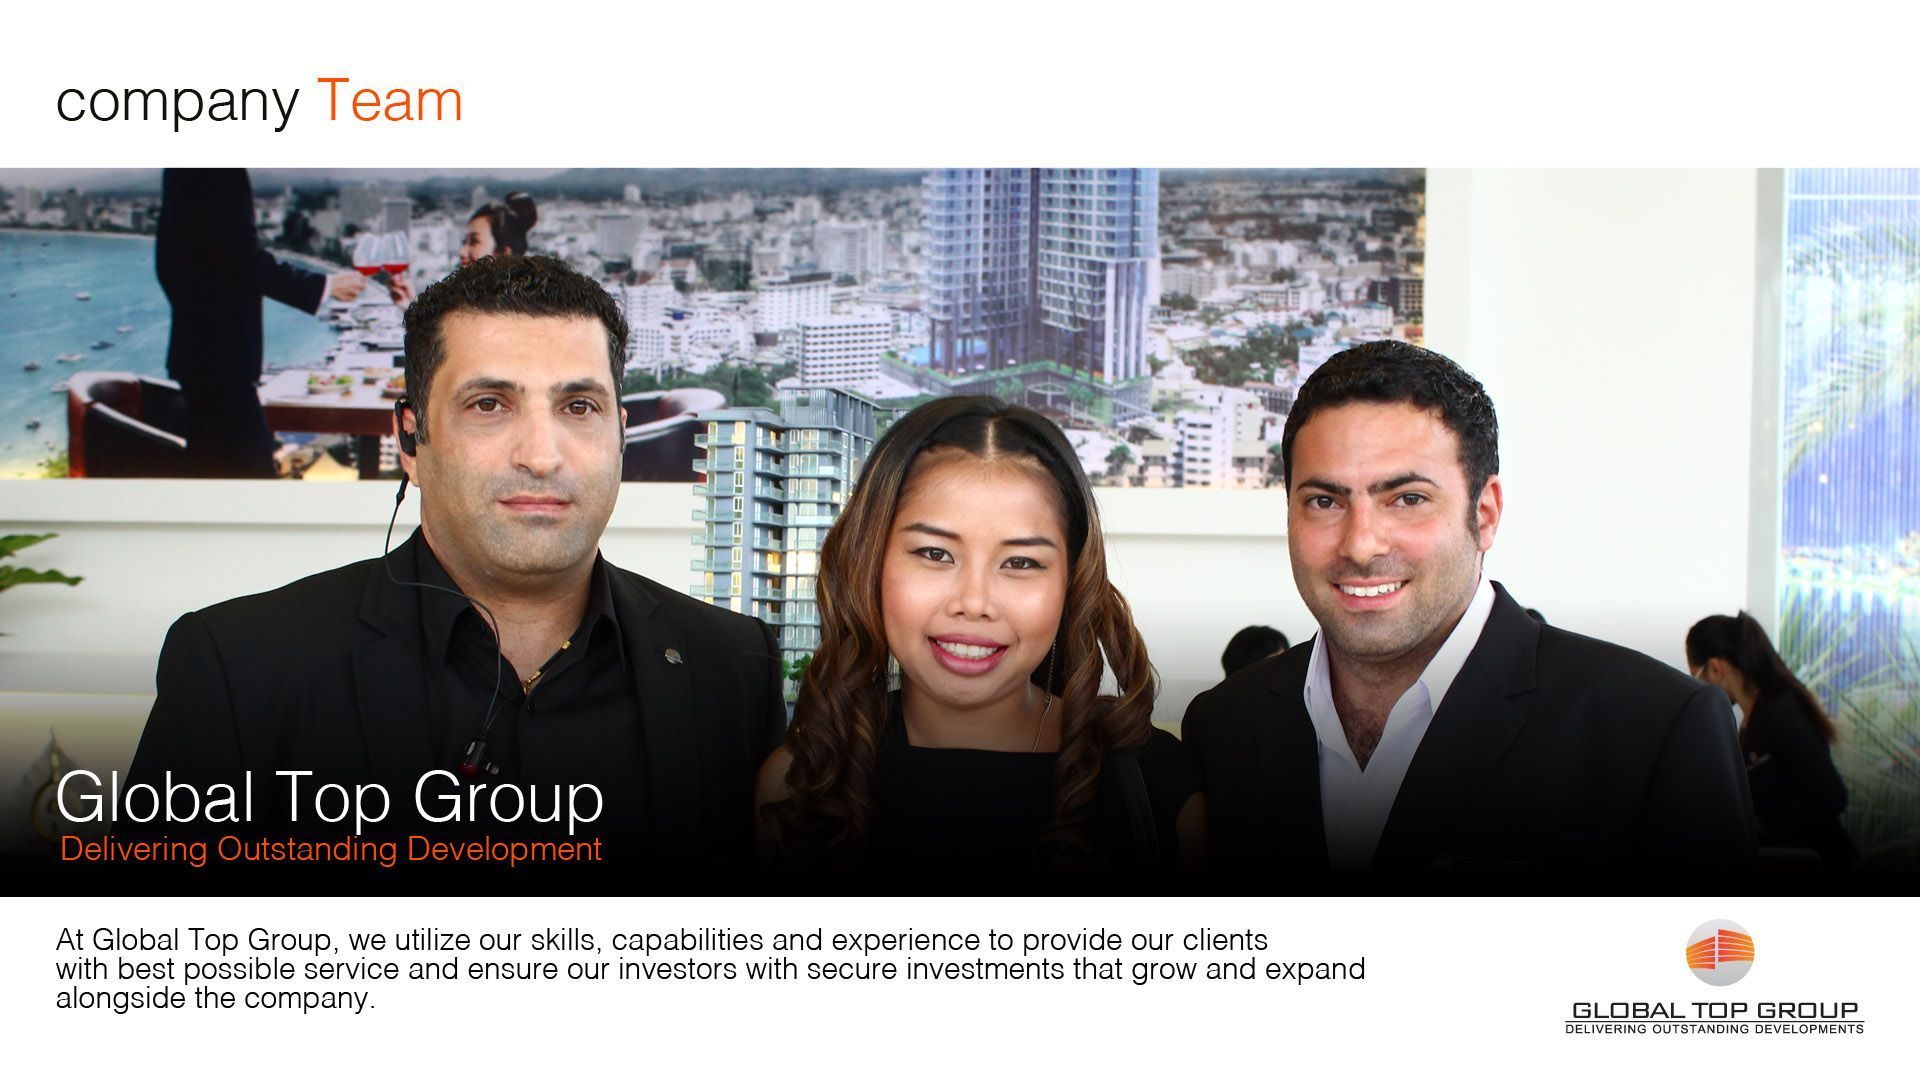 company Team
Global Top Group
Delivering Outstanding Development
At Global Top Group, we utilize our skills, capabilities and experience to provide our clients
with best possible service and ensure our investors with secure investments that grow and expand
alongside the company.
GLOBAL TOP GROUP
DELIVERING OUTSTANDING DEVELOPMENTS